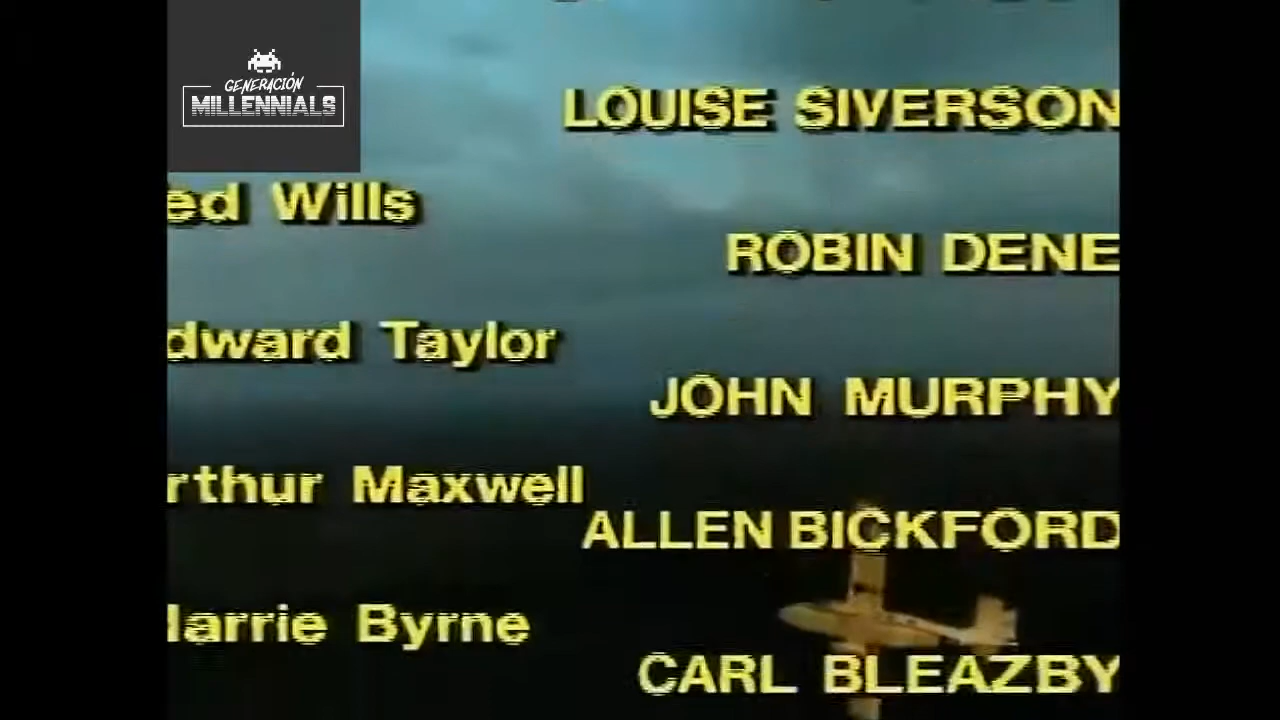 GENERACIÓN
MILLENNIALS
LOUISE SIVERSON
ed Wills
ROBIN DENE
dward Taylor
JOHN MURPHY
rthur Maxwell
ALLEN BICKFORD
arrie Byrne
CARL BLEAZBY